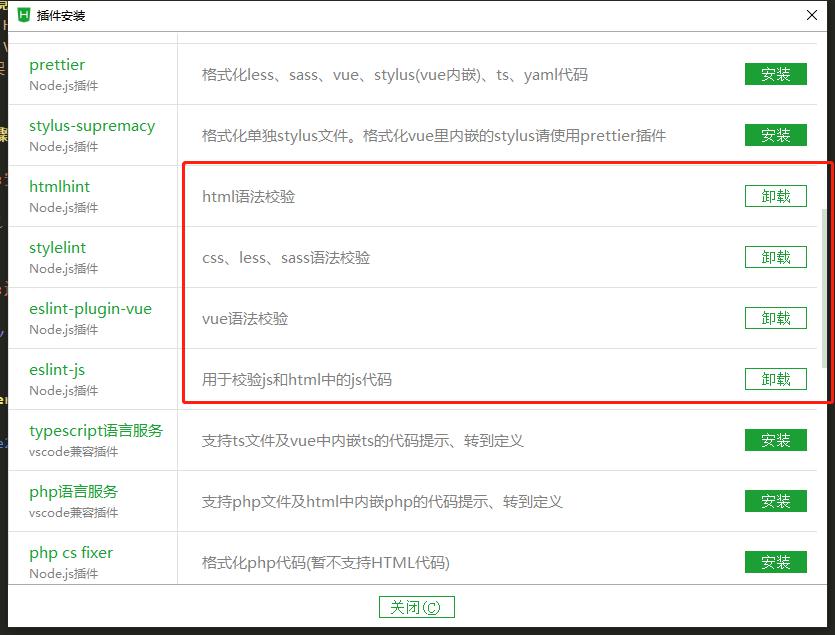 插件安装
prettier
Node.js插件
格式化less、sass、vue、stylus(vue内嵌)、ts、yaml代码
安装
stylus-supremacy
Node.js插件
格式化单独stylus文件。格式化vue里内嵌的stylus请使用prettier插件
安装
htmlhint
Node.js插件
html语法校验
卸载
stylelint
Node.js插件
css、less、sass语法校验
卸载
eslint-plugin-vue
Node.js插件
vue语法校验
卸载
eslint-js
Node.js插件
用于校验js和html中的js代码
卸载
typescript语言服务
vscode兼容插件
支持ts文件及vue中内嵌ts的代码提示、转到定义
安装
php语言服务
vscode兼容插件
支持php文件及html中内嵌php的代码提示、转到定义
安装
php cs fixer
Node.js插件
格式化php代码(暂不支持HTML代码)
安装
关闭(C)